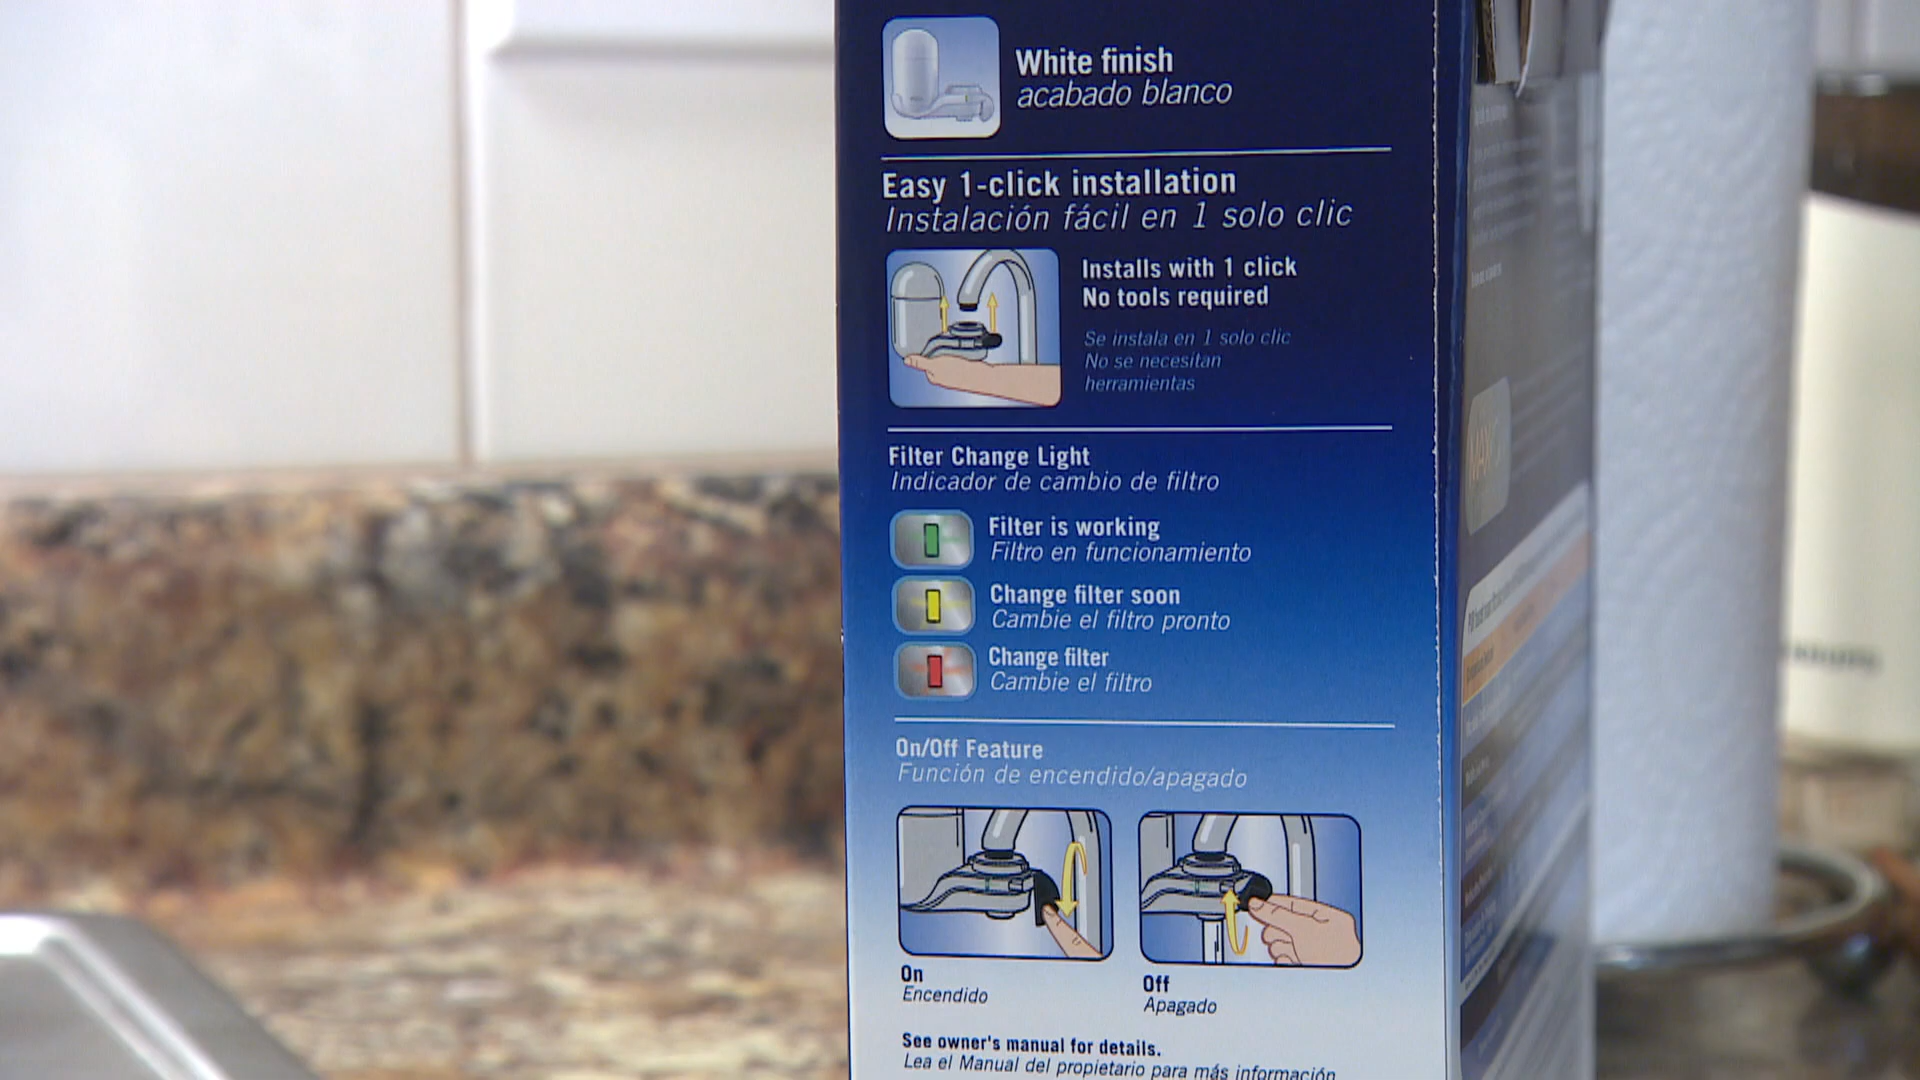 White finish
acabado blanco
Easy 1-click installation
Instalación fácil en 1 solo clic
Installs with 1 click
No tools required
Se instala en 1 solo clic
No se necesitan
herramientas
Filter Change Light
Indicador de cambio de filtro
Filter is working
Filtro en funcionamiento
Change filter soon
Cambie el filtro pronto
Change filter
Cambie el filtro
On/Off Feature
Función de encendido/apagado
On
Encendido
Off
Apagado
See owner's manual for details.
Lea el Manual del propietario para más información